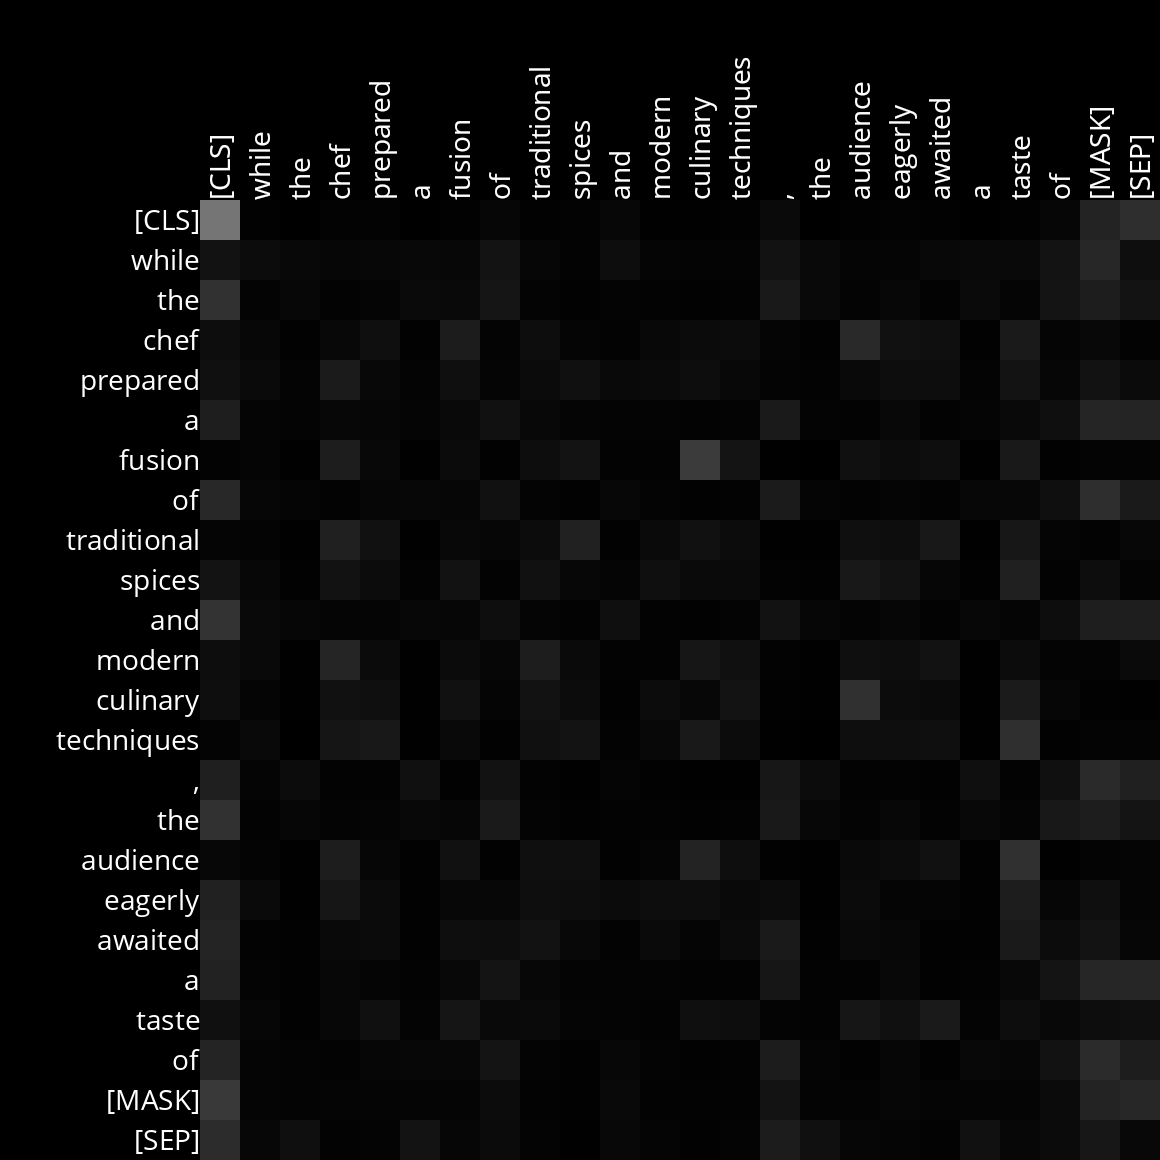 [CLS] while the chef prepared a fusion of traditional spices and modern culinary techniques , the audience eagerly awaited a taste of [MASK] [SEP]
[CLS]
while
the
chef
prepared
a
fusion
of
traditional
spices
and
modern
culinary
techniques
,
the
audience
eagerly
awaited
a
taste
of
[MASK]
[SEP]